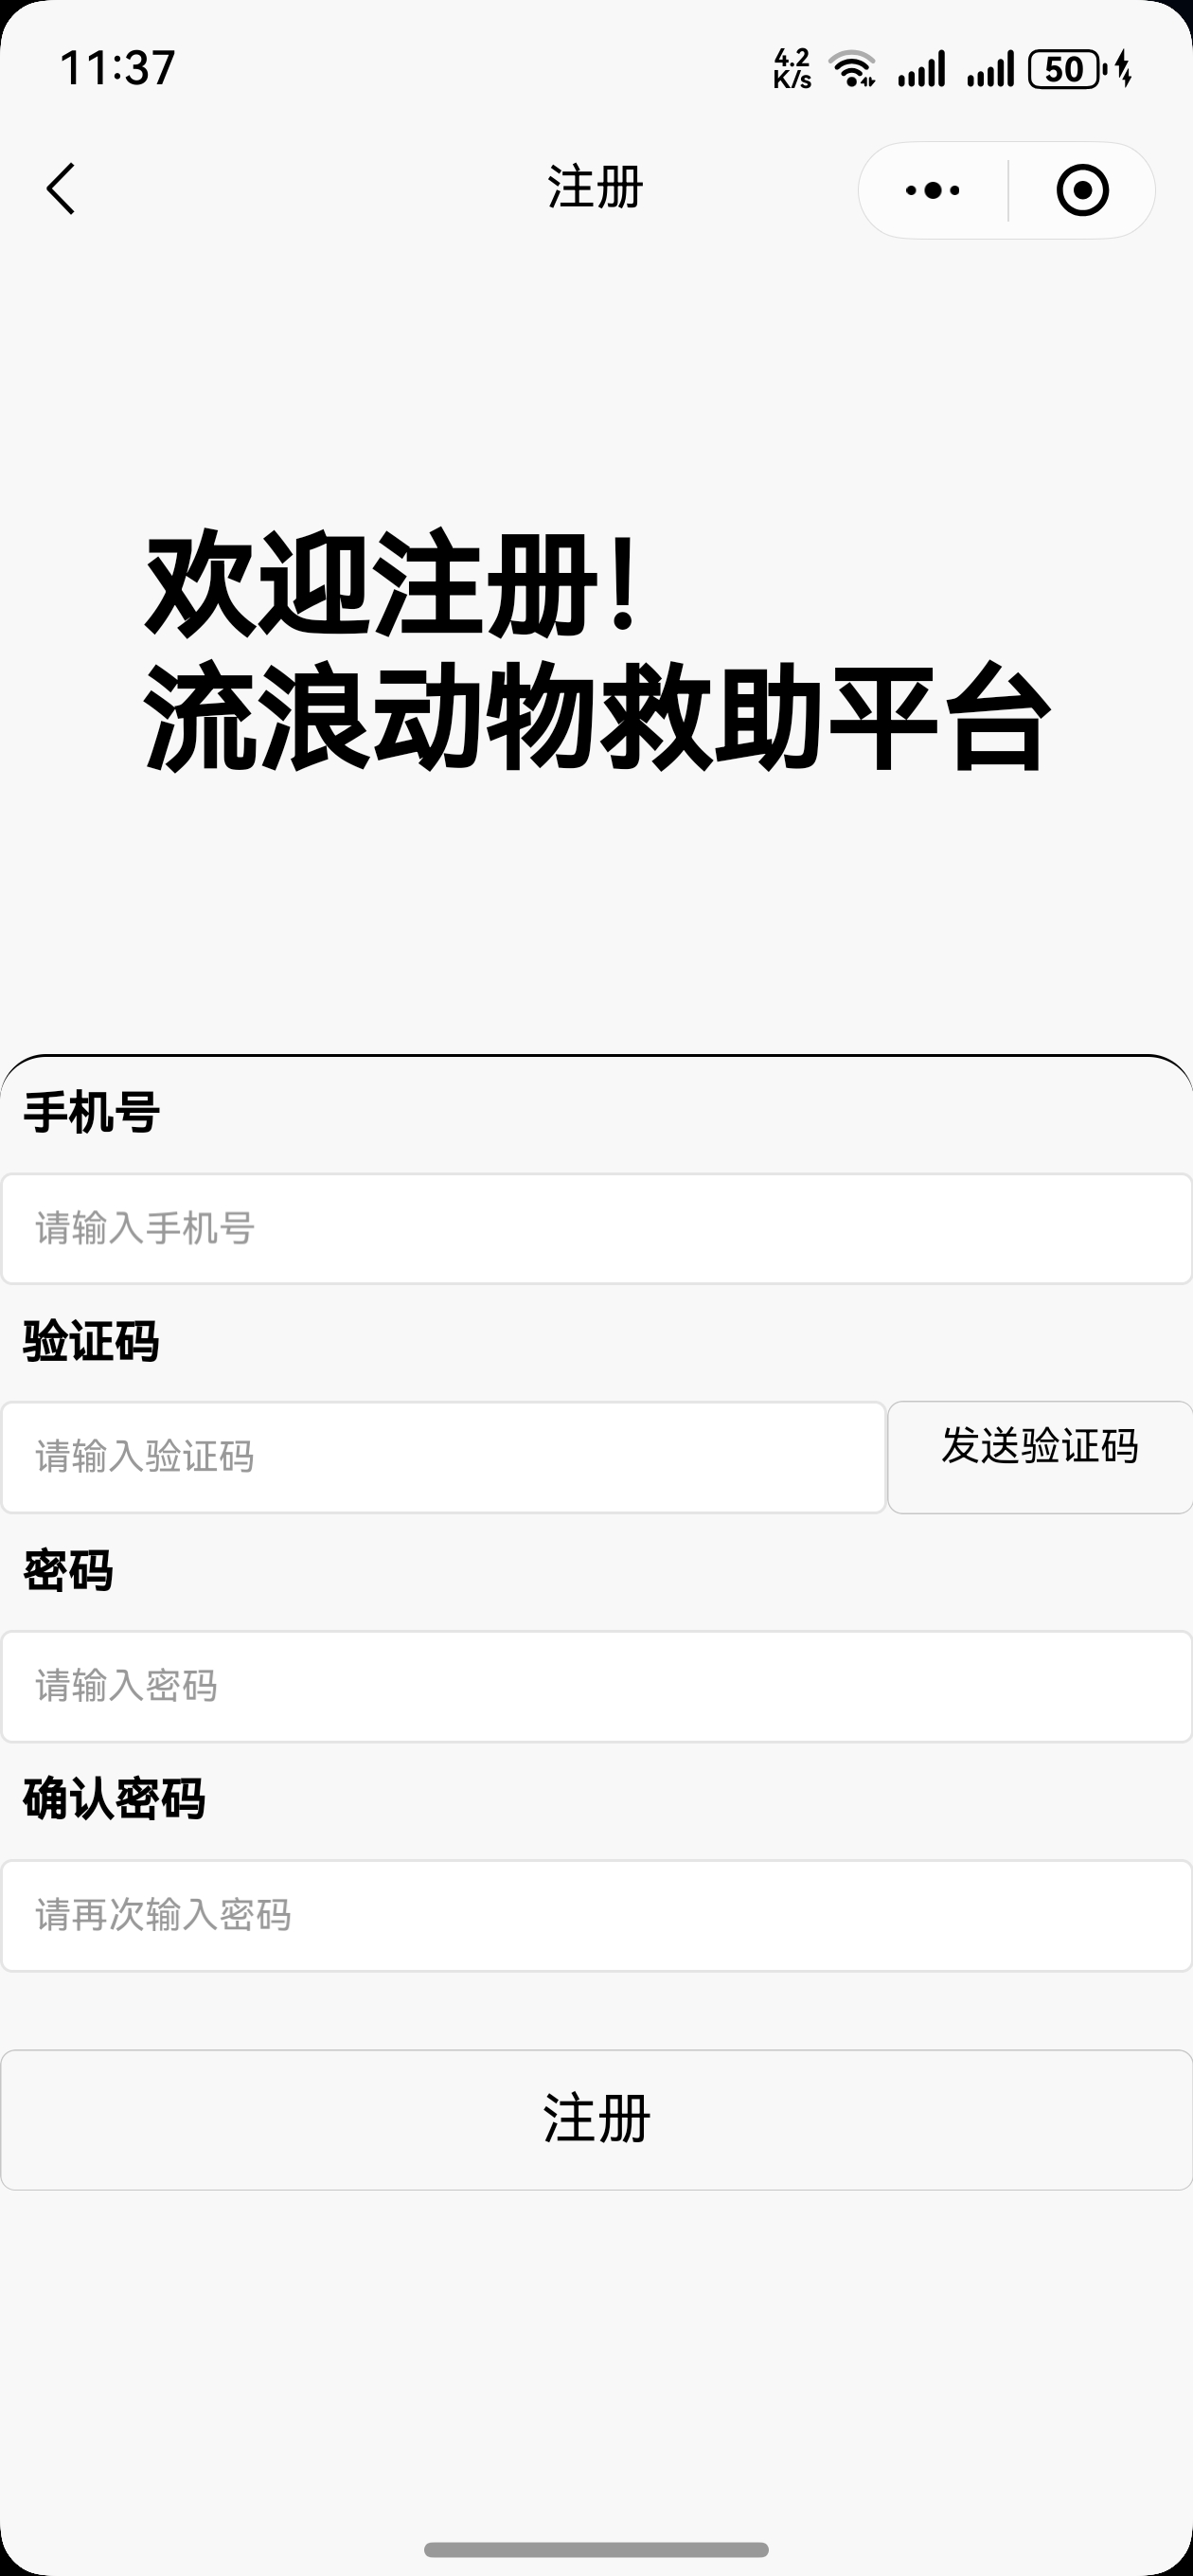 11:37
4.2
K/s
50
注册
欢迎注册!
流浪动物救助平台
手机号
请输入手机号
验证码
请输入验证码
发送验证码
密码
请输入密码
确认密码
请再次输入密码
注册